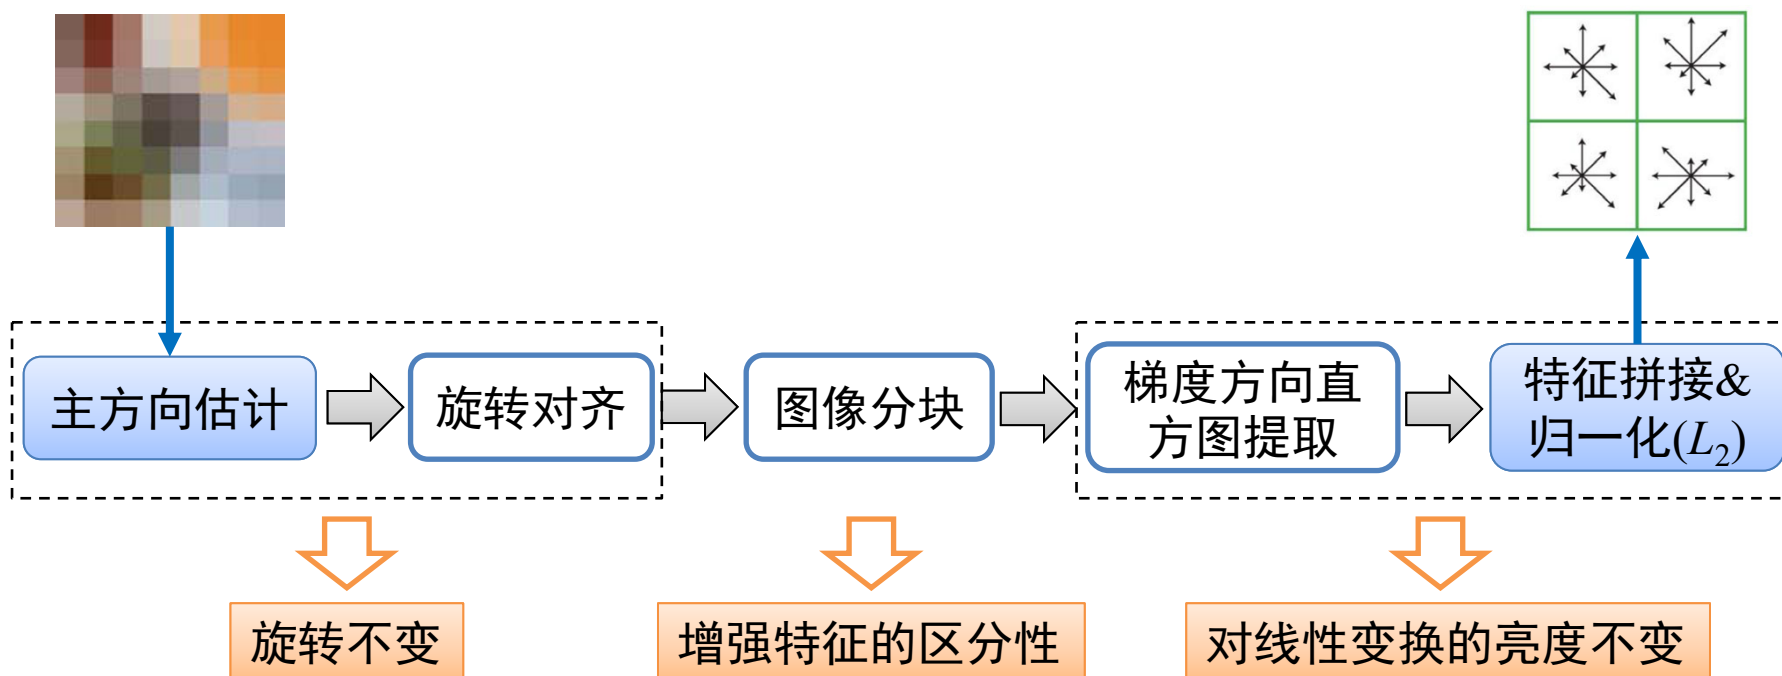 主方向估计
旋转对齐
图像分块
梯度方向直
方图提取
特征拼接&
归一化(L₂)
旋转不变
增强特征的区分性
对线性变换的亮度不变